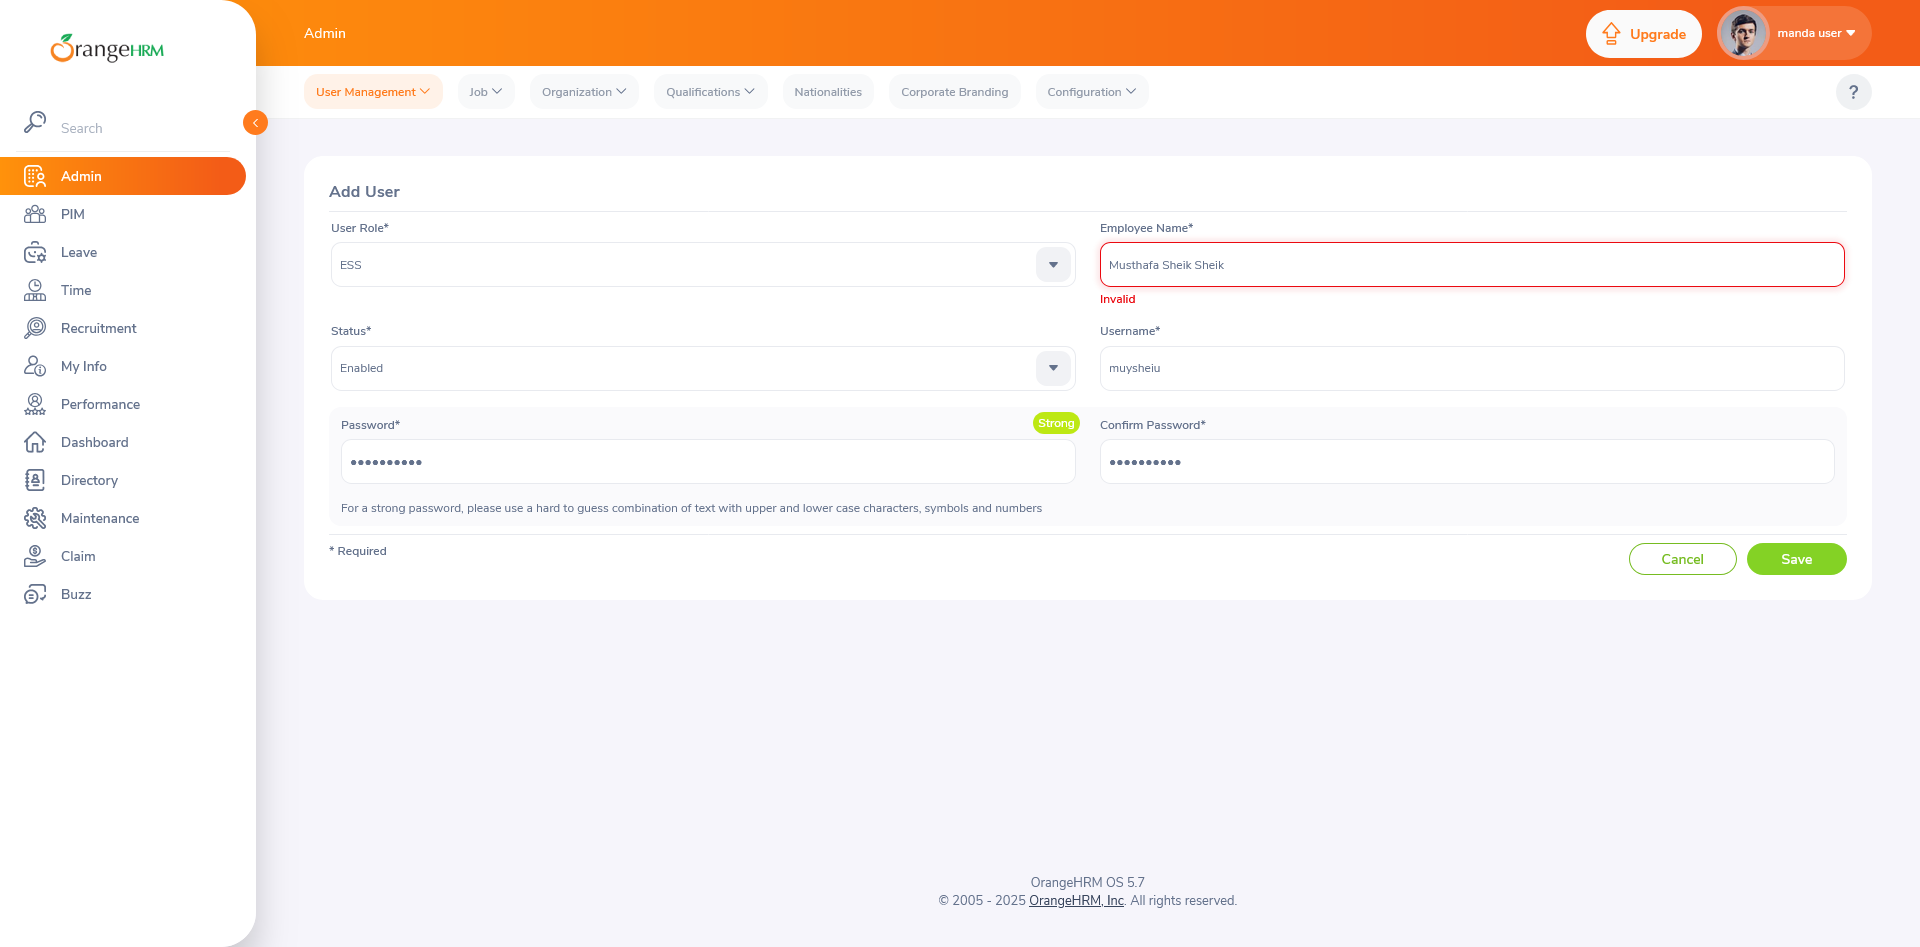 OrangeHRM
Search
Admin
PIM
Leave
Time
Recruitment
My Info
Performance
Dashboard
Directory
Maintenance
Claim
Buzz
Admin
Upgrade
manda user
User Management
Job
Organization
Qualifications
Nationalities
Corporate Branding
Configuration
?
Add User
User Role*
ESS
Employee Name*
Musthafa Sheik Sheik
Invalid
Status*
Enabled
Username*
muysheiu
Password*
Strong
Confirm Password*
For a strong password, please use a hard to guess combination of text with upper and lower case characters, symbols and numbers
* Required
Cancel
Save
OrangeHRM OS 5.7
© 2005 - 2025 OrangeHRM, Inc. All rights reserved.